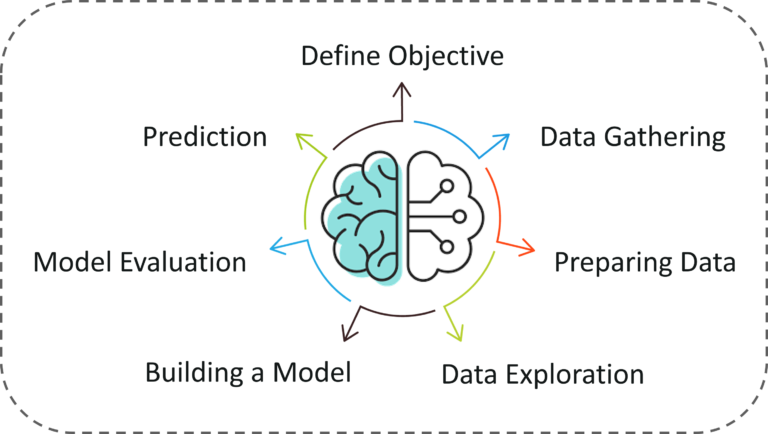 Define Objective
Data Gathering
Preparing Data
Data Exploration
Building a Model
Model Evaluation
Prediction